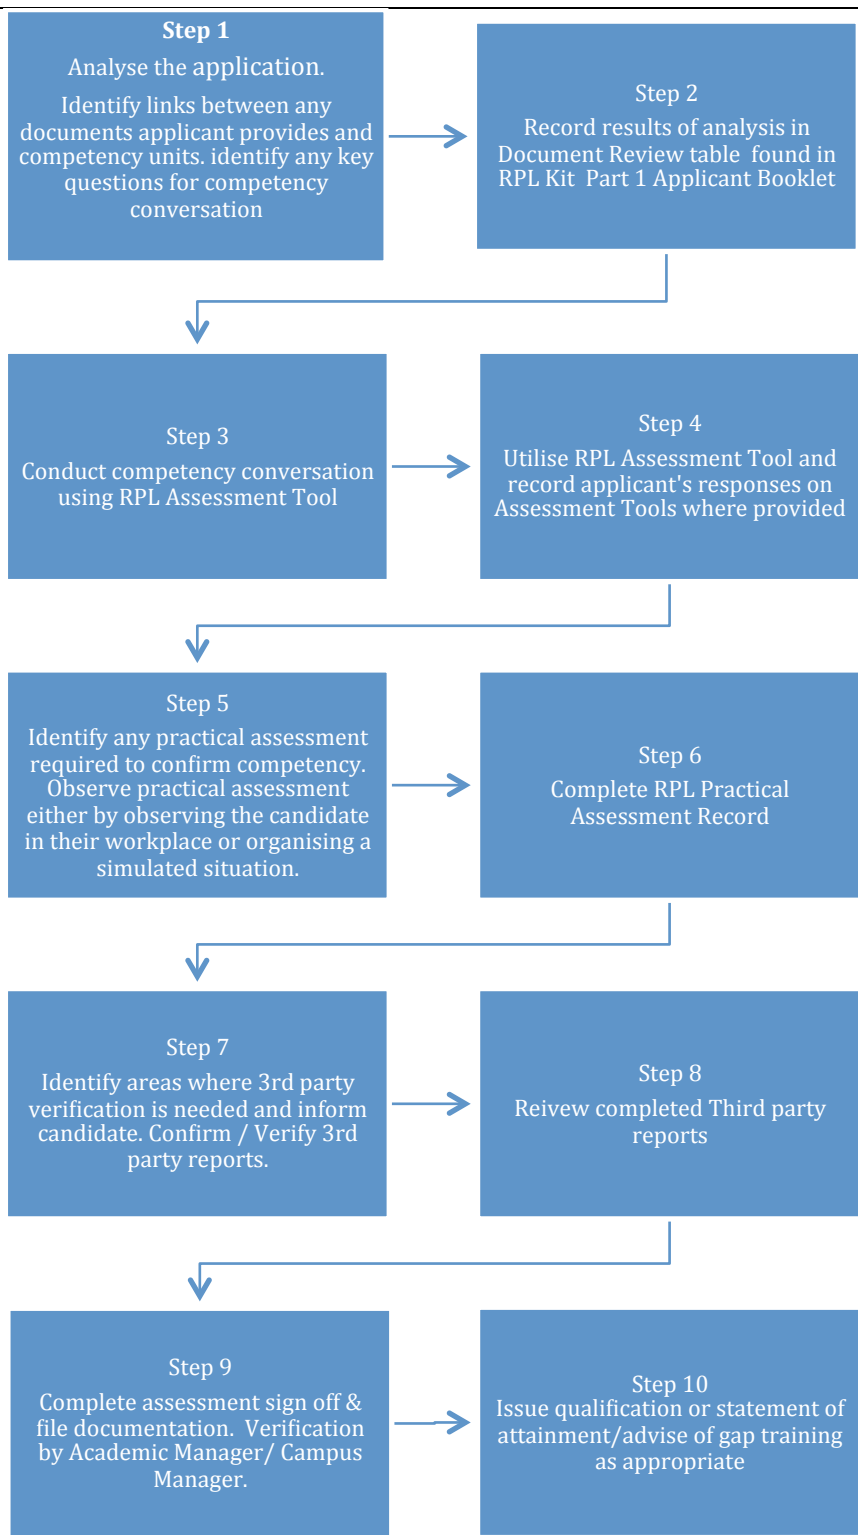 Step 1
Analyse the application.
Identify links between any
documents applicant provides and
competency units. identify any key
questions for competency
conversation
Step 2
Record results of analysis in
Document Review table  found in
RPL Kit  Part 1 Applicant Booklet
Step 3
Conduct competency conversation
using RPL Assessment Tool
Step 4
Utilise RPL Assessment Tool and
record applicant's responses on
Assessment Tools where provided
Step 5
Identify any practical assessment
required to confirm competency.
Observe practical assessment
either by observing the candidate
in their workplace or organising a
simulated situation.
Step 6
Complete RPL Practical
Assessment Record
Step 7
Identify areas where 3rd party
verification is needed and inform
candidate. Confirm / Verify 3rd
party reports.
Step 8
Reivew completed Third party
reports
Step 9
Complete assessment sign off &
file documentation.  Verification
by Academic Manager/ Campus
Manager.
Step 10
Issue qualification or statement of
attainment/advise of gap training
as appropriate